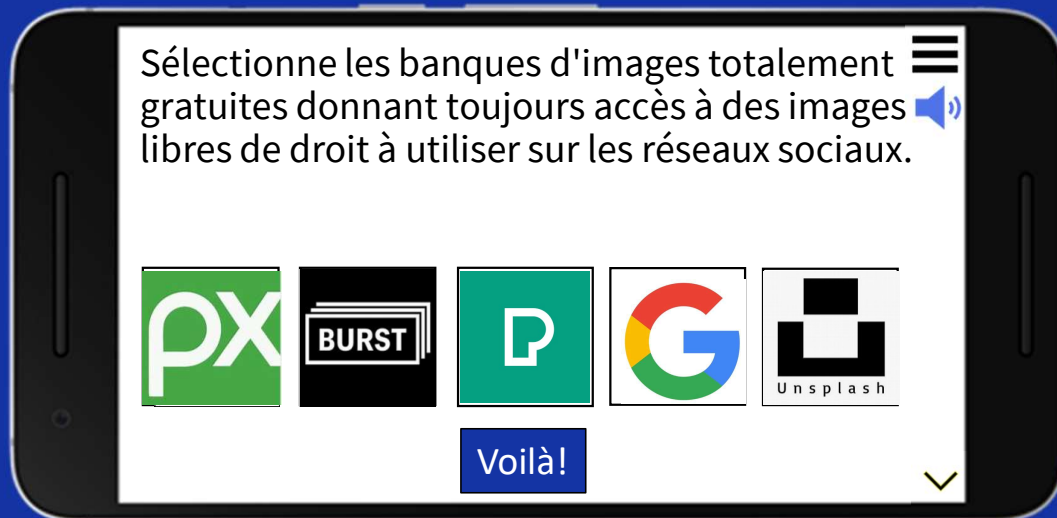 Sélectionne les banques d'images totalement
gratuites donnant toujours accès à des images
libres de droit à utiliser sur les réseaux sociaux.
px
BURST
P
G
Unsplash
Voilà!